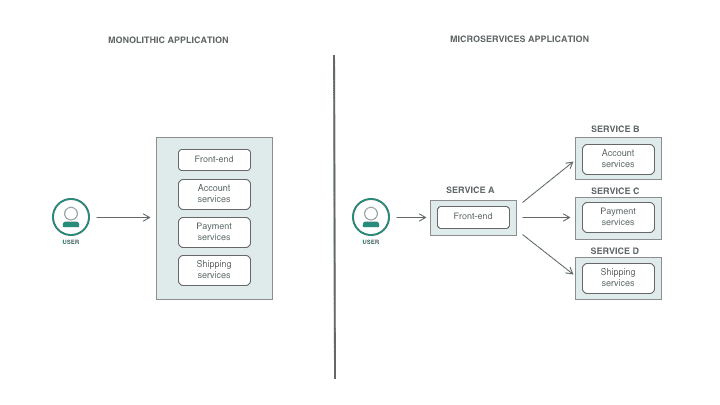 MONOLITHIC APPLICATION
Front-end
Account
services
Payment
services
Shipping
services
USER
MICROSERVICES APPLICATION
USER
SERVICE A
Front-end
SERVICE B
Account
services
SERVICE C
Payment
services
SERVICE D
Shipping
services